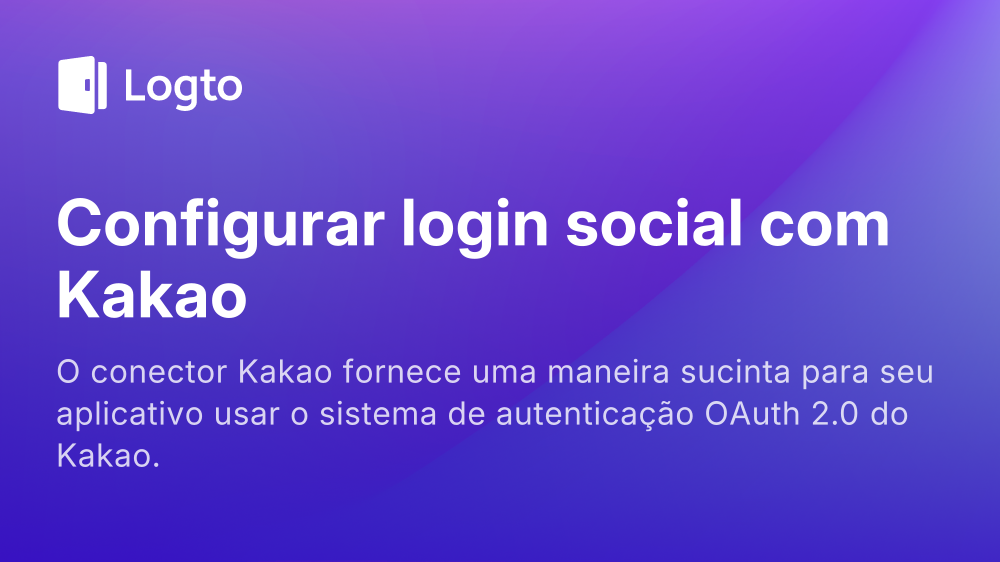 Logto
Configurar login social com
Kakao
O conector Kakao fornece uma maneira sucinta para seu
aplicativo usar o sistema de autenticação OAuth 2.0 do
Kakao.